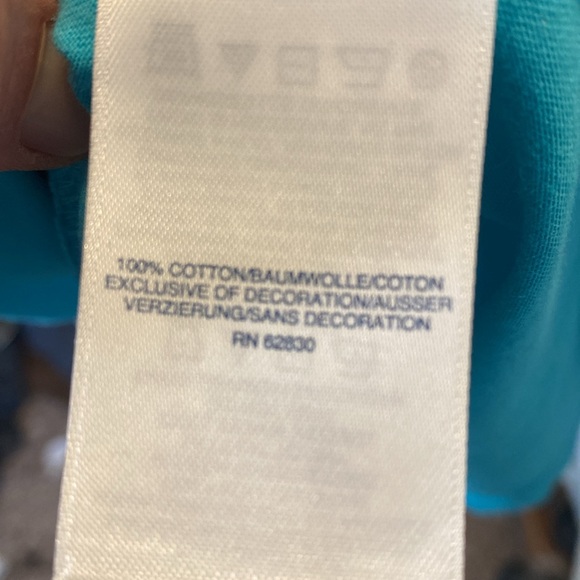 100% COTTON/BAUMWOLLE/COTON
EXCLUSIVE OF DECORATION/AUSSER
VERZIERUNG/SANS DECORATION
RN 62830